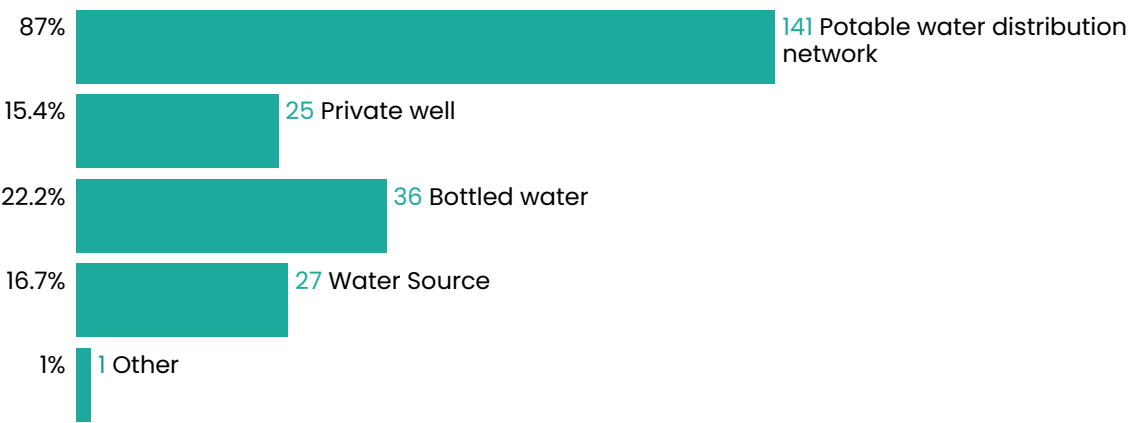 87% 141 Potable water distribution
network
15.4% 25 Private well
22.2% 36 Bottled water
16.7% 27 Water Source
1% 1 Other